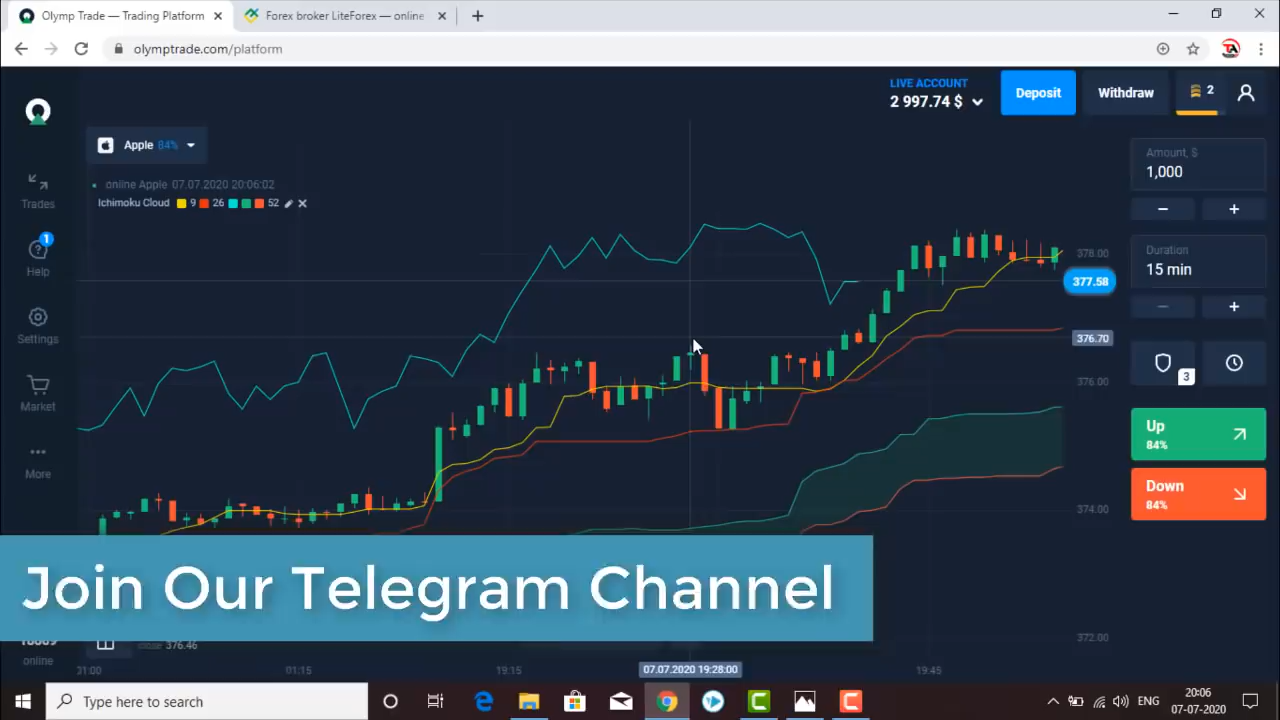 Olymp Trade — Trading Platform
Forex broker LiteForex — online
olymptrade.com/platform
LIVE ACCOUNT
2 997.74 $
Deposit
Withdraw
2
Apple 84%
Amount, $
1,000
online Apple 07.07.2020 20:06:02
Ichimoku Cloud 9 26 52
Trades
1
Help
Duration
15 min
378.00
377.58
Settings
376.70
3
376.00
Market
Up
84%
More
Down
84%
374.00
Join Our Telegram Channel
372.00
close 376.46
online
01:15
19:15
07.07.2020 19:28:00
19:45
Type here to search
ENG
20:06
07-07-2020